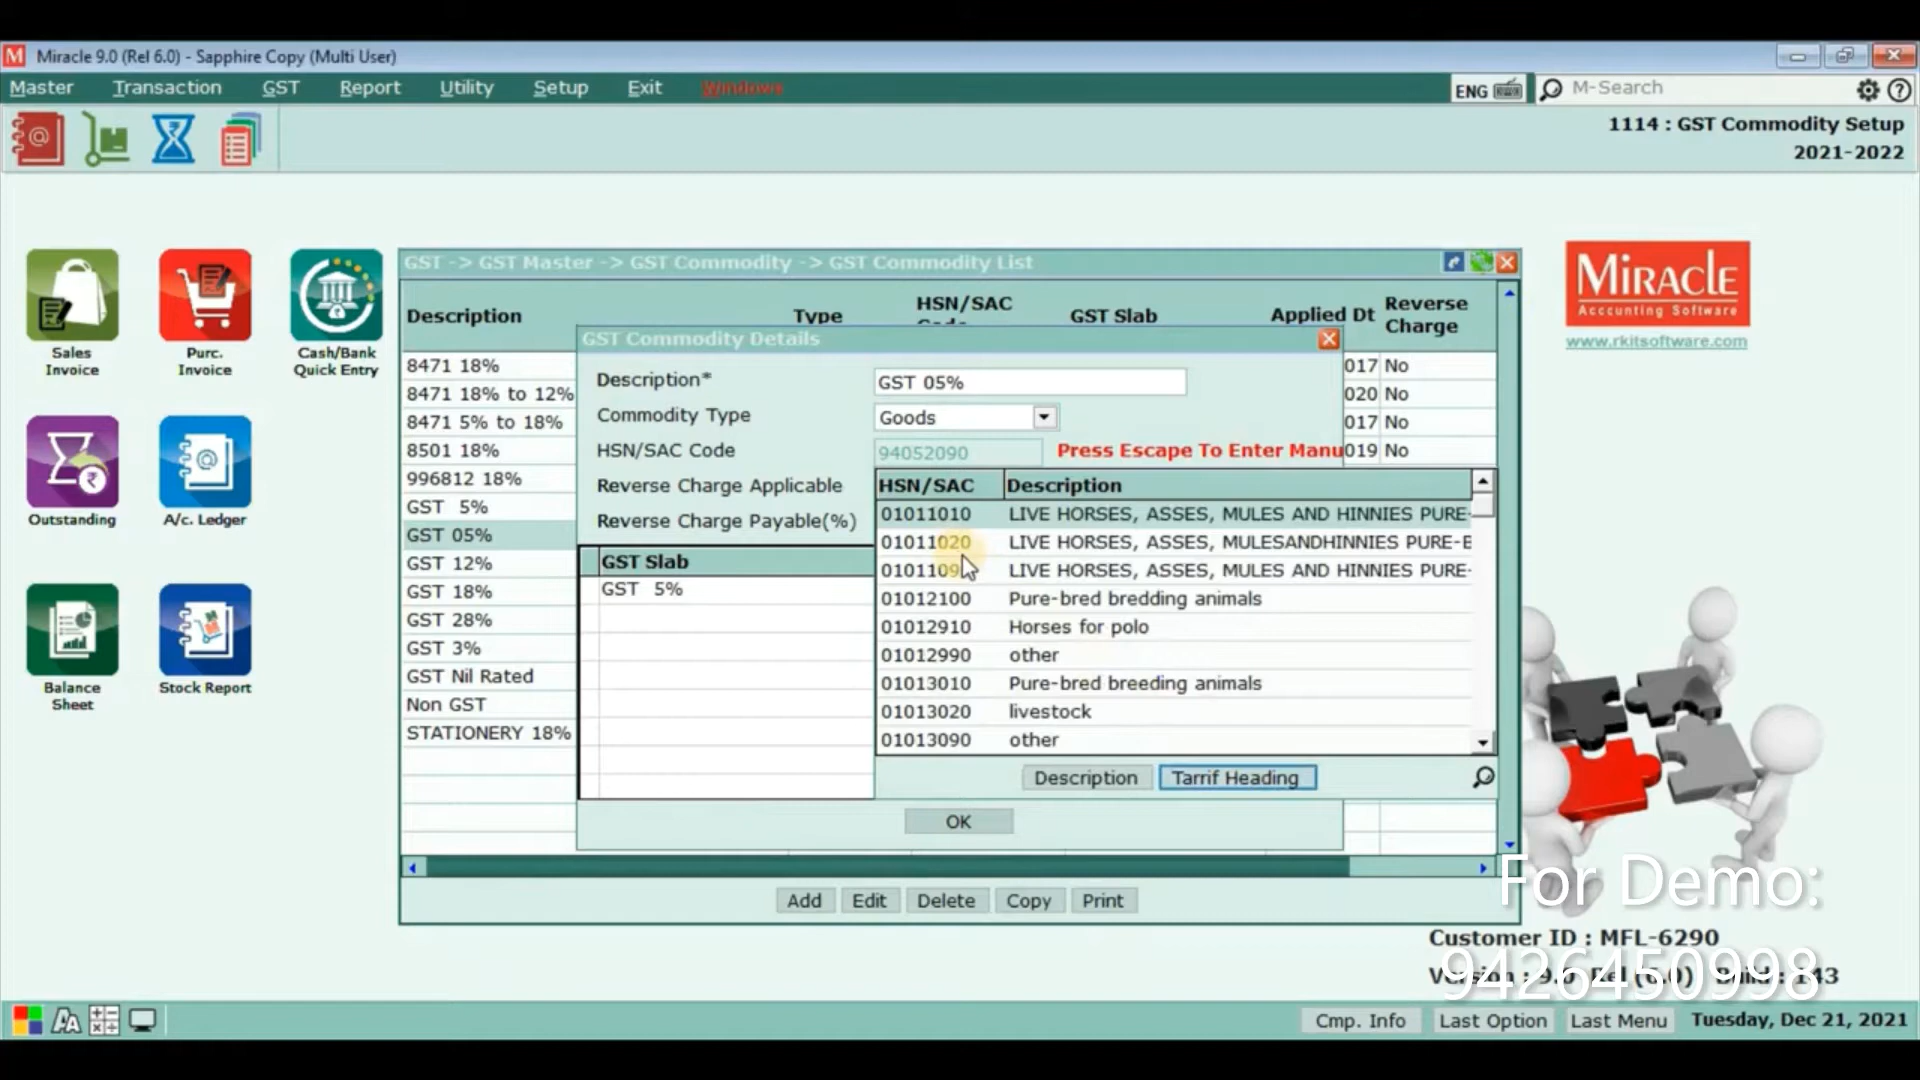 Miracle 9.0 (Rel 6.0) - Sapphire Copy (Multi User)
Master Transaction GST Report Utility Setup Exit Windows
ENG M-Search
1114 : GST Commodity Setup
2021-2022
Sales Invoice
Purc. Invoice
Cash/Bank Quick Entry
Outstanding
A/c. Ledger
Balance Sheet
Stock Report
GST -> GST Master -> GST Commodity -> GST Commodity List
Description Type HSN/SAC GST Slab Applied Dt Reverse Charge
8471 18% 017 No
8471 18% to 12% 020 No
8471 5% to 18% 017 No
8501 18% 019 No
996812 18%
GST 5%
GST 05%
GST 12%
GST 18%
GST 28%
GST 3%
GST Nil Rated
Non GST
STATIONERY 18%
GST Commodity Details
Description* GST 05%
Commodity Type Goods
HSN/SAC Code 94052090 Press Escape To Enter Manu
Reverse Charge Applicable
Reverse Charge Payable(%)
GST Slab
GST 5%
HSN/SAC Description
01011010 LIVE HORSES, ASSES, MULES AND HINNIES PURE-
01011020 LIVE HORSES, ASSES, MULESANDHINNIES PURE-B
0101109 LIVE HORSES, ASSES, MULES AND HINNIES PURE-
01012100 Pure-bred bredding animals
01012910 Horses for polo
01012990 other
01013010 Pure-bred breeding animals
01013020 livestock
01013090 other
Description Tarrif Heading
OK
Add Edit Delete Copy Print
MIRACLE
Accounting Software
www.rkitsoftware.com
For Demo:
Customer ID : MFL-6290
9426450998
Version : 9.0 Rel (6.0) Build : 143
Cmp. Info Last Option Last Menu Tuesday, Dec 21, 2021